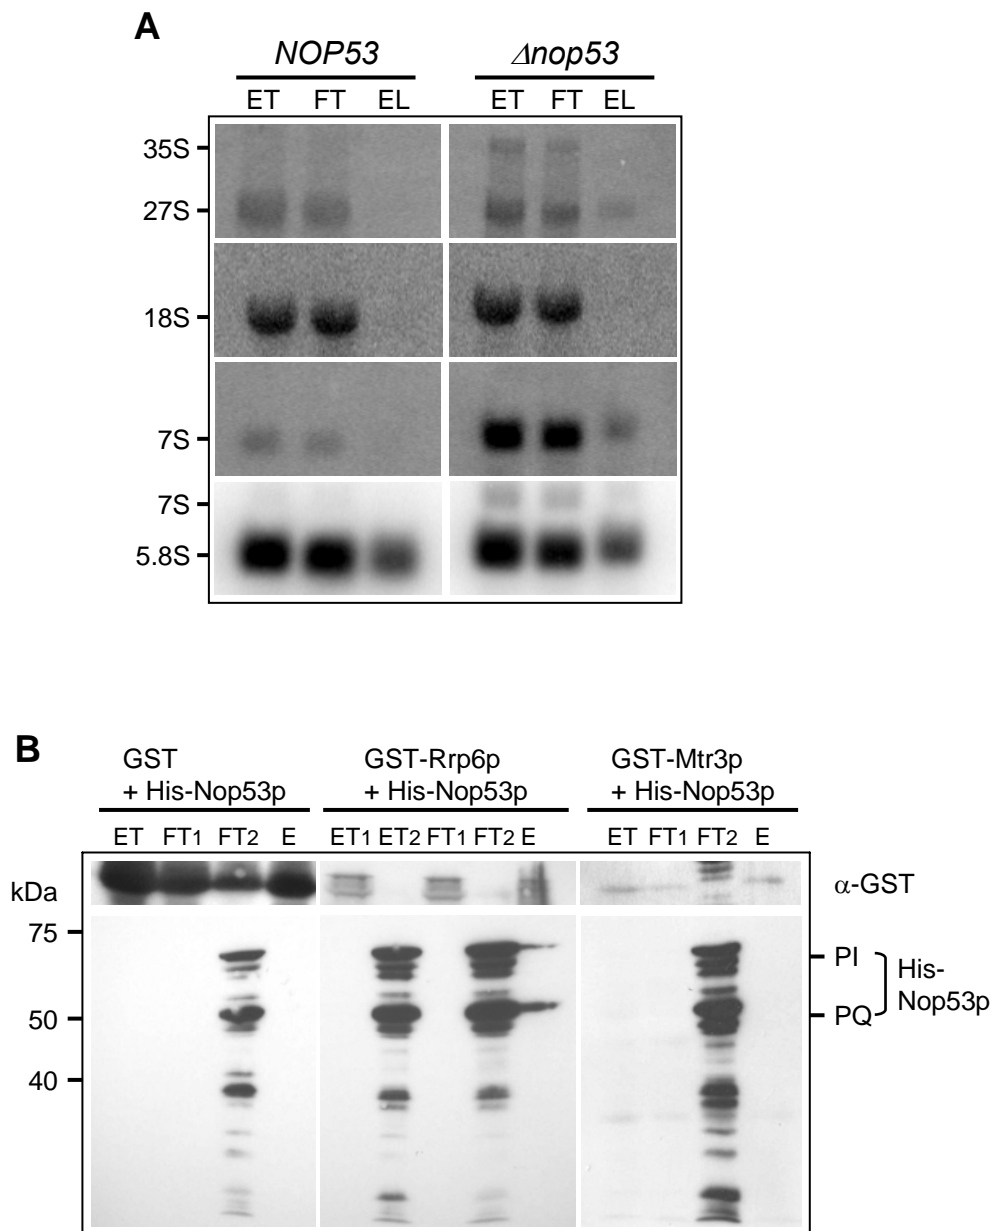 A
NOP53 Δnop53
ET FT EL ET FT EL
35S
27S
18S
7S
7S
5.8S
B
GST GST-Rrp6p GST-Mtr3p
+ His-Nop53p + His-Nop53p + His-Nop53p
ET FT1 FT2 E ET1 ET2 FT1 FT2 E ET FT1 FT2 E
kDa α-GST
75
PI
His-
Nop53p
50 PQ
40